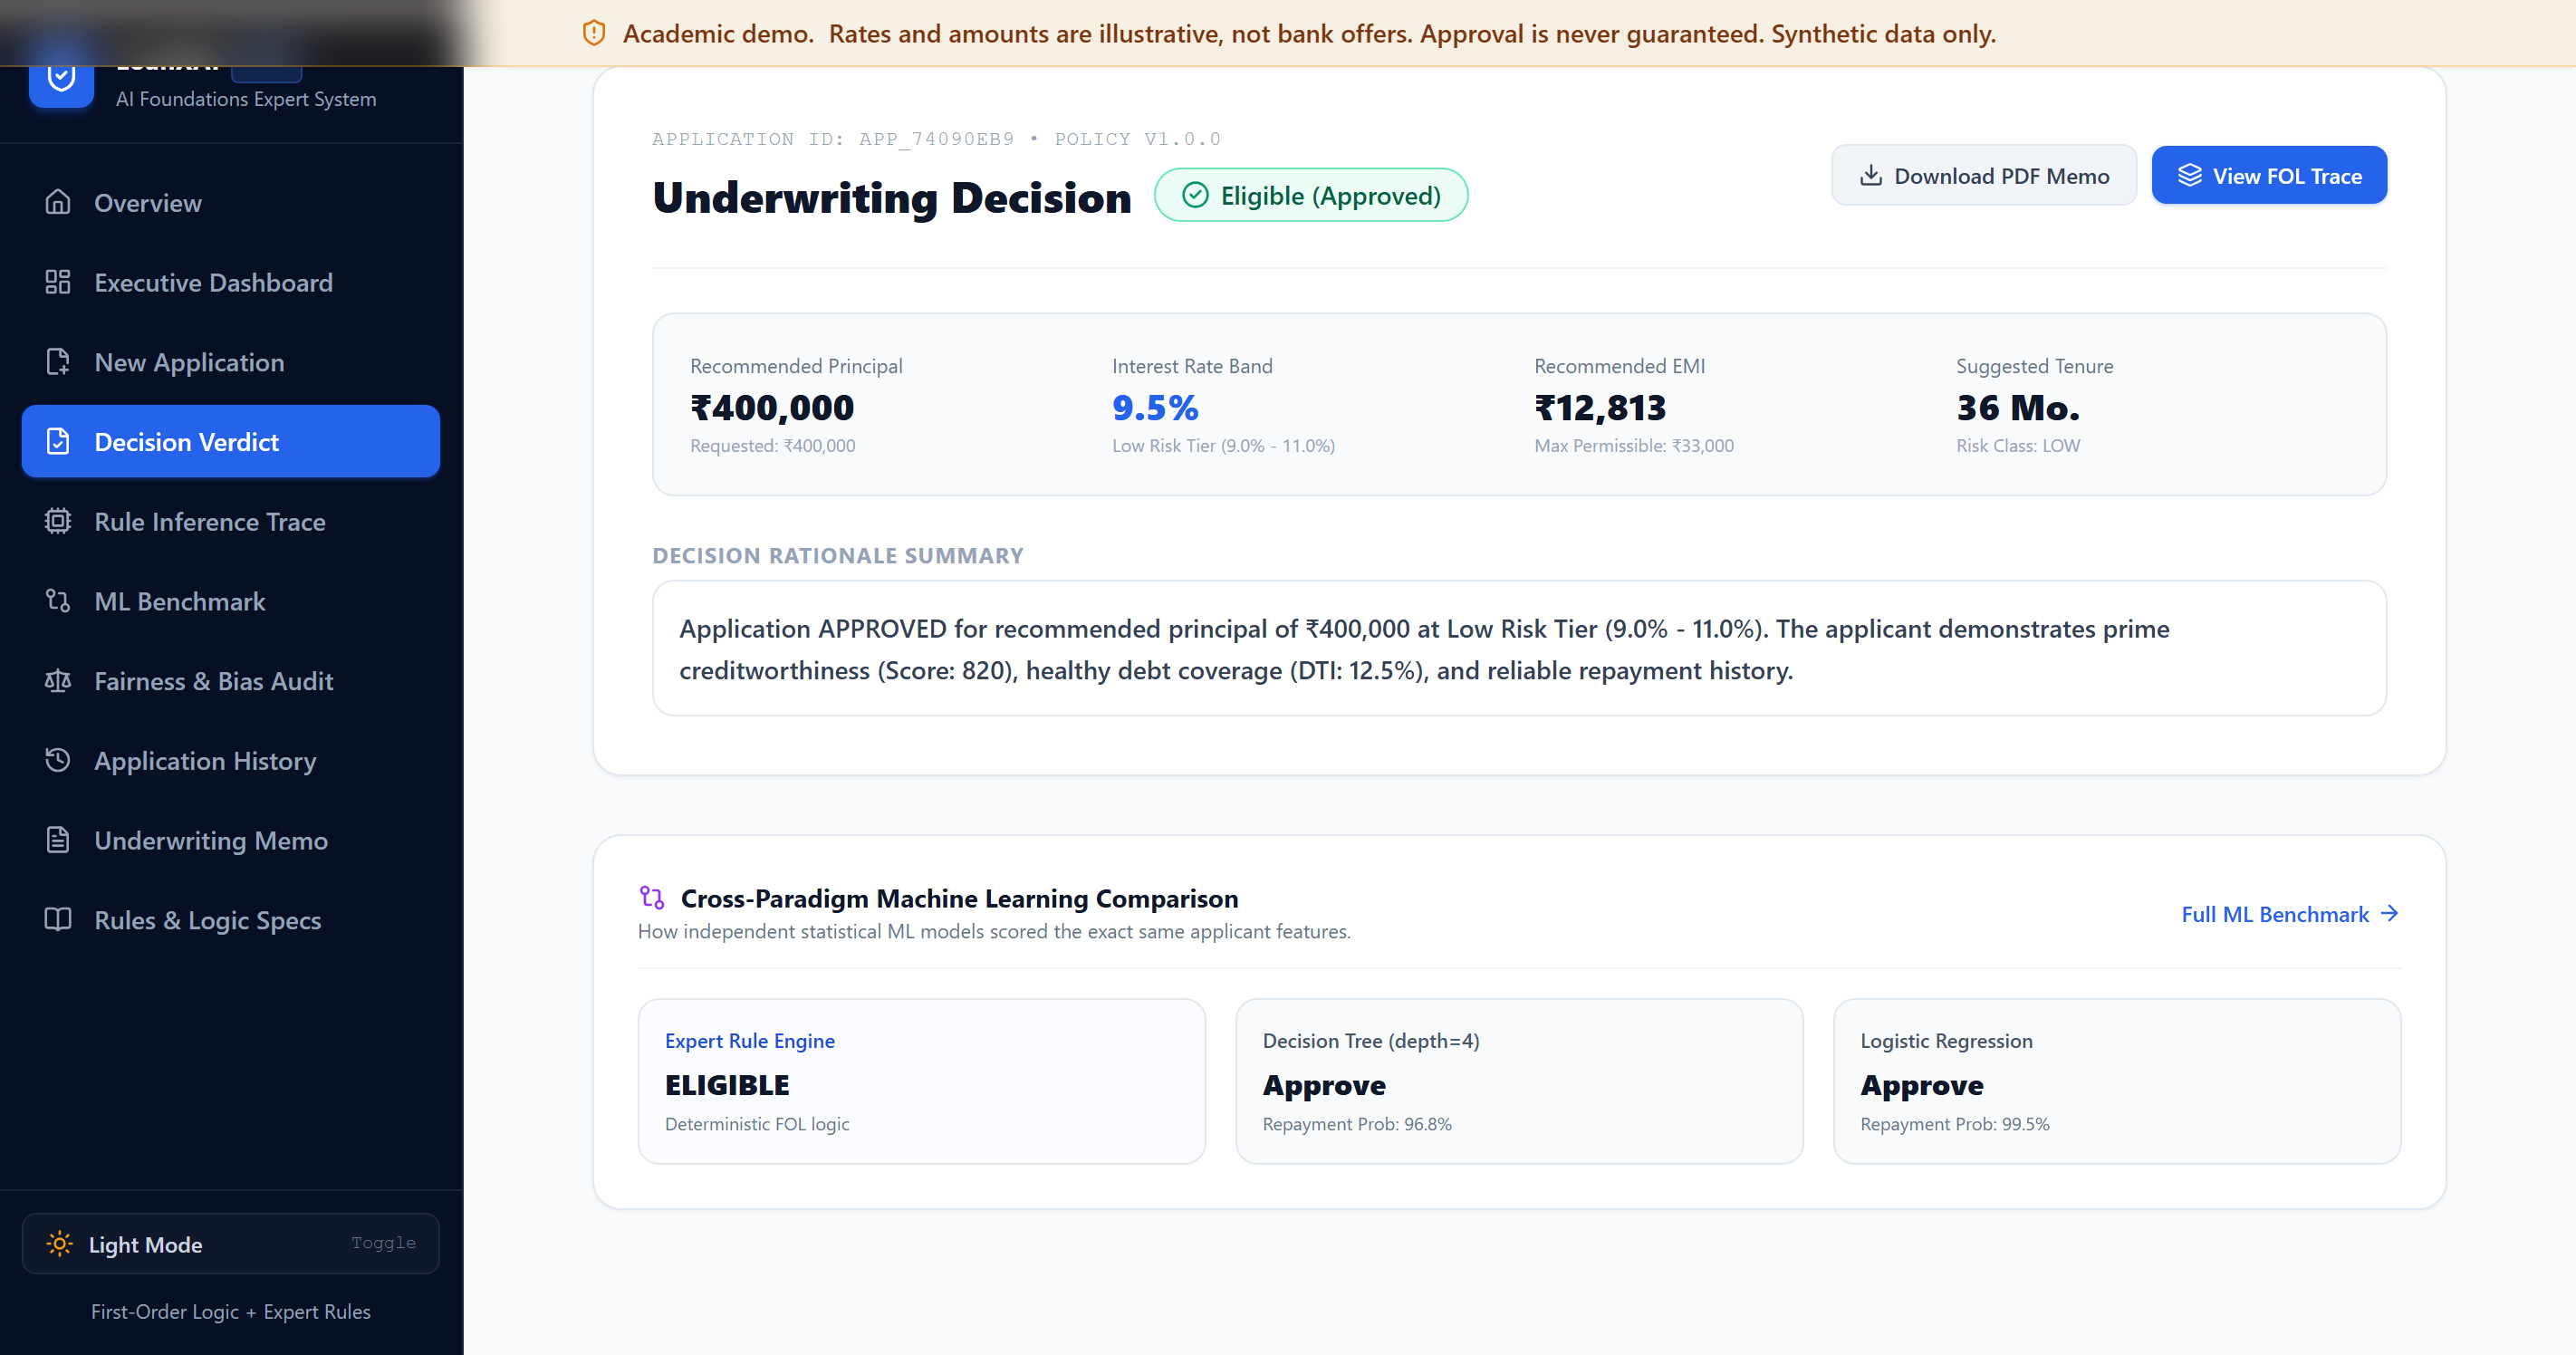 Academic demo. Rates and amounts are illustrative, not bank offers. Approval is never guaranteed. Synthetic data only.
AI Foundations Expert System
Overview
Executive Dashboard
New Application
Decision Verdict
Rule Inference Trace
ML Benchmark
Fairness & Bias Audit
Application History
Underwriting Memo
Rules & Logic Specs
Light Mode
Toggle
First-Order Logic + Expert Rules
APPLICATION ID: APP_74090EB9 • POLICY V1.0.0
Underwriting Decision
Eligible (Approved)
Download PDF Memo
View FOL Trace
Recommended Principal
₹400,000
Requested: ₹400,000
Interest Rate Band
9.5%
Low Risk Tier (9.0% - 11.0%)
Recommended EMI
₹12,813
Max Permissible: ₹33,000
Suggested Tenure
36 Mo.
Risk Class: LOW
DECISION RATIONALE SUMMARY
Application APPROVED for recommended principal of ₹400,000 at Low Risk Tier (9.0% - 11.0%). The applicant demonstrates prime
creditworthiness (Score: 820), healthy debt coverage (DTI: 12.5%), and reliable repayment history.
Cross-Paradigm Machine Learning Comparison
How independent statistical ML models scored the exact same applicant features.
Full ML Benchmark
Expert Rule Engine
ELIGIBLE
Deterministic FOL logic
Decision Tree (depth=4)
Approve
Repayment Prob: 96.8%
Logistic Regression
Approve
Repayment Prob: 99.5%